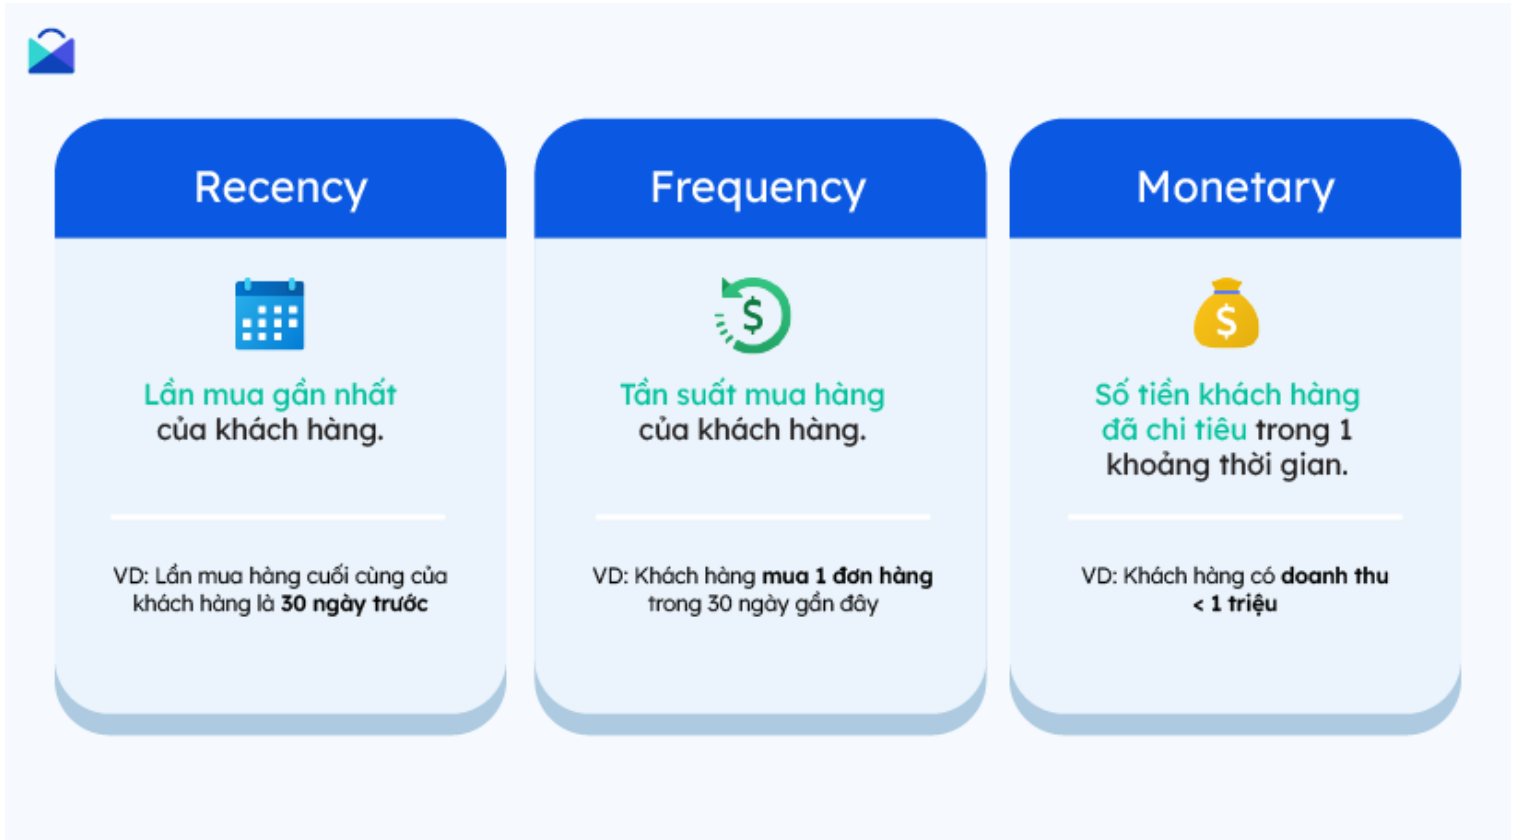 Recency
Lần mua gần nhất
của khách hàng.
VD: Lần mua hàng cuối cùng của
khách hàng là 30 ngày trước
Frequency
$
Tần suất mua hàng
của khách hàng.
VD: Khách hàng mua 1 đơn hàng
trong 30 ngày gần đây
Monetary
$
Số tiền khách hàng
đã chi tiêu trong 1
khoảng thời gian.
VD: Khách hàng có doanh thu
< 1 triệu